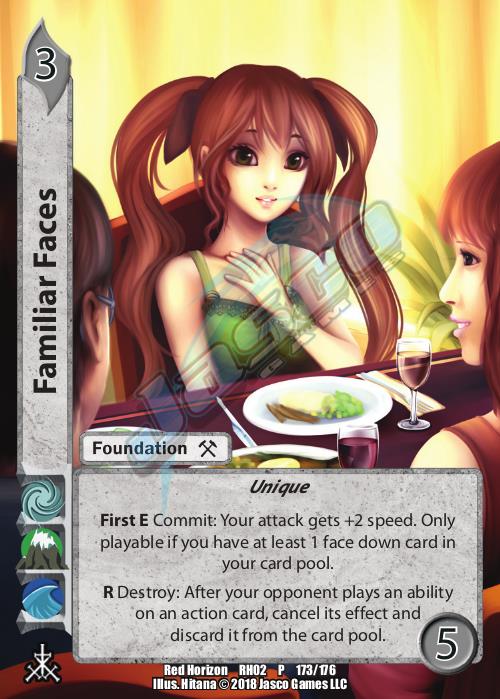 3
Familiar Faces
Jasco
Foundation
Unique
First E Commit: Your attack gets +2 speed. Only
playable if you have at least 1 face down card in
your card pool.
R Destroy: After your opponent plays an ability
on an action card, cancel its effect and
discard it from the card pool.
5
Red Horizon RH02 P 173/176
Illus. Hitana © 2018 Jasco Games LLC